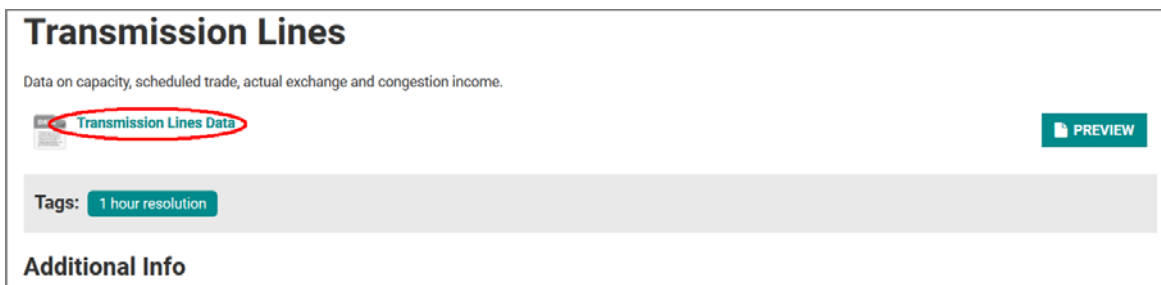 Transmission Lines
Data on capacity, scheduled trade, actual exchange and congestion income.
Transmission Lines Data
PREVIEW
Tags: 1 hour resolution
Additional Info